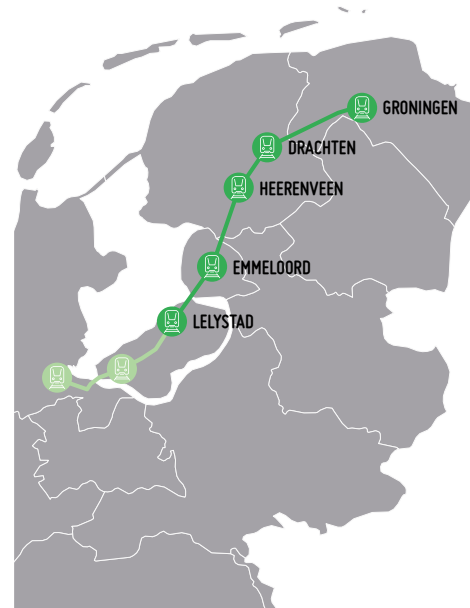 GRONINGEN
DRACHTEN
HEERENVEEN
EMMELOORD
LELYSTAD